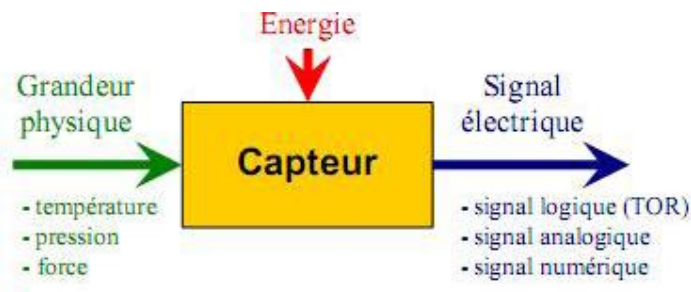 Energie
Grandeur
physique
Capteur
Signal
électrique
- température
- pression
- force
- signal logique (TOR)
- signal analogique
- signal numérique